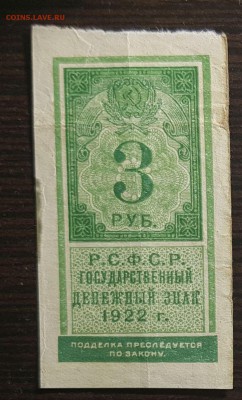 COINS.LAVE.RU
3
РУБ.
Р.С.Ф.С.Р.
ГОСУДАРСТВЕННЫЙ
ДЕНЕЖНЫЙ ЗНАК
1922 г.
ПОДДЕЛКА ПРЕСЛЕДУЕТСЯ
ПО ЗАКОНУ.